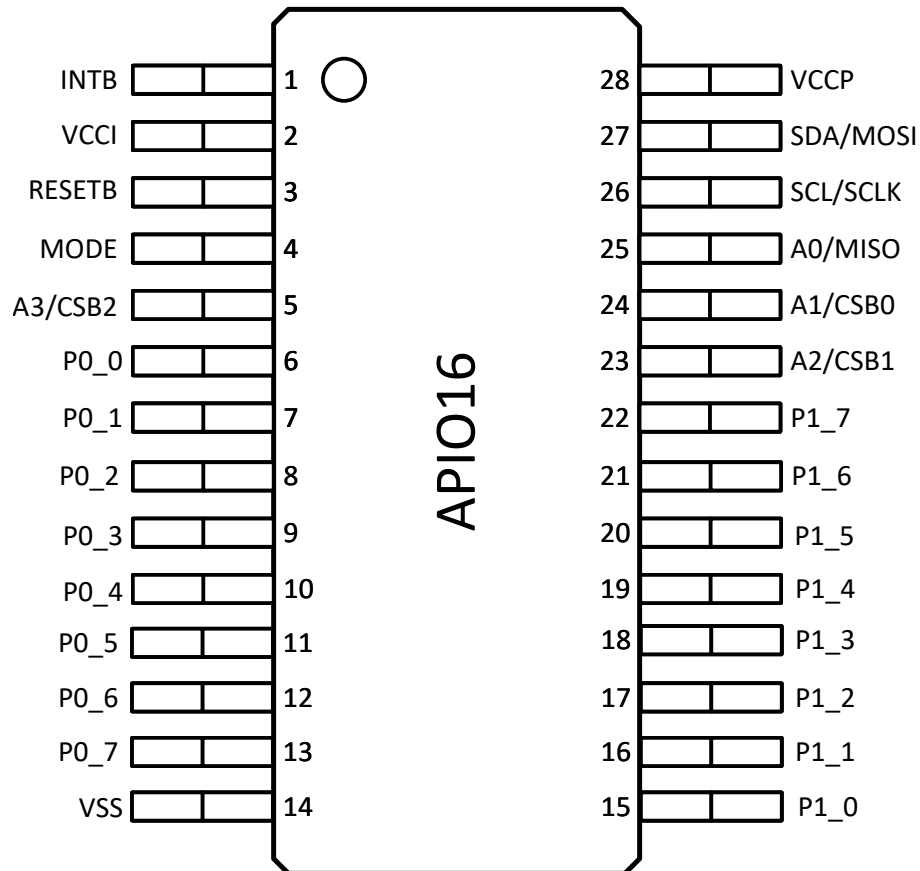 INTB 1 28 VCCP
VCCI 2 27 SDA/MOSI
RESETB 3 26 SCL/SCLK
MODE 4 25 A0/MISO
A3/CSB2 5 24 A1/CSB0
P0_0 6 23 A2/CSB1
P0_1 7 22 P1_7
P0_2 8 21 P1_6
P0_3 9 20 P1_5
P0_4 10 19 P1_4
P0_5 11 18 P1_3
P0_6 12 17 P1_2
P0_7 13 16 P1_1
VSS 14 15 P1_0
APIO16